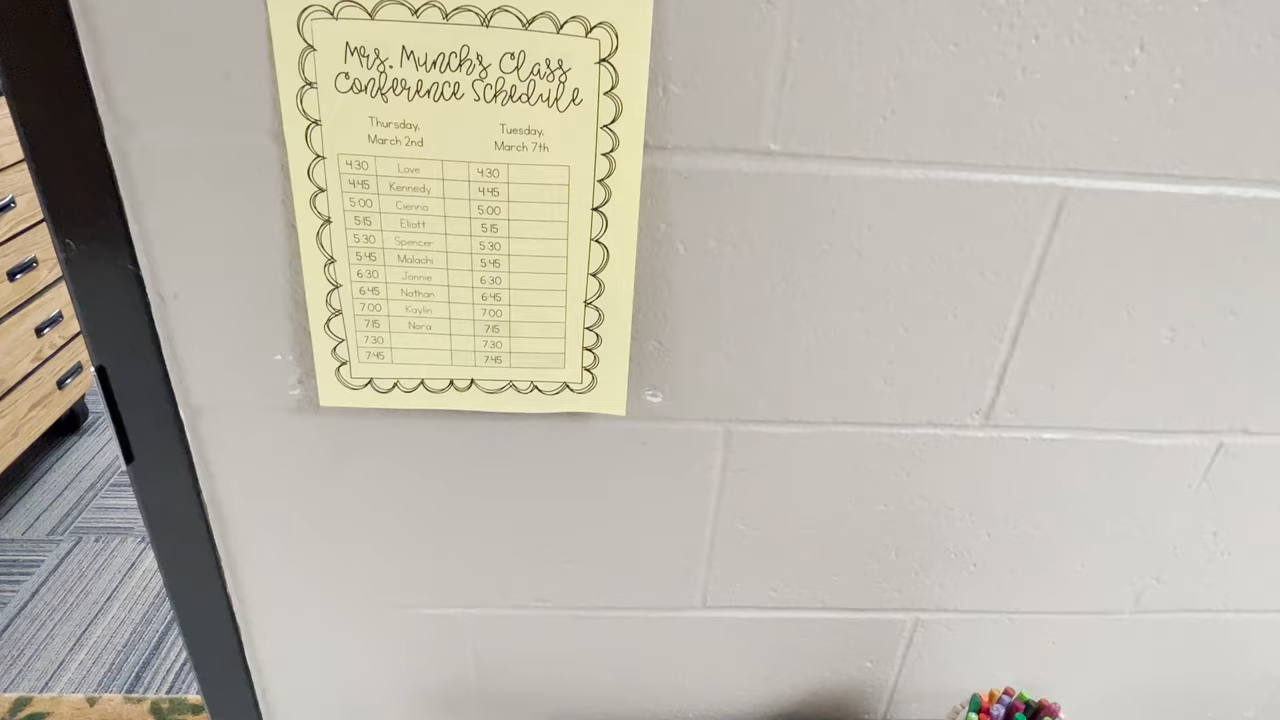 Mrs. Munch's Class
Conference Schedule
Thursday, March 2nd
Tuesday, March 7th
4:30 Love 4:30
4:45 Kennedy 4:45
5:00 Cienna 5:00
5:15 Eliott 5:15
5:30 Spencer 5:30
5:45 Malachi 5:45
6:30 Jonnie 6:30
6:45 Nathan 6:45
7:00 Kaylin 7:00
7:15 Nora 7:15
7:30 7:30
7:45 7:45